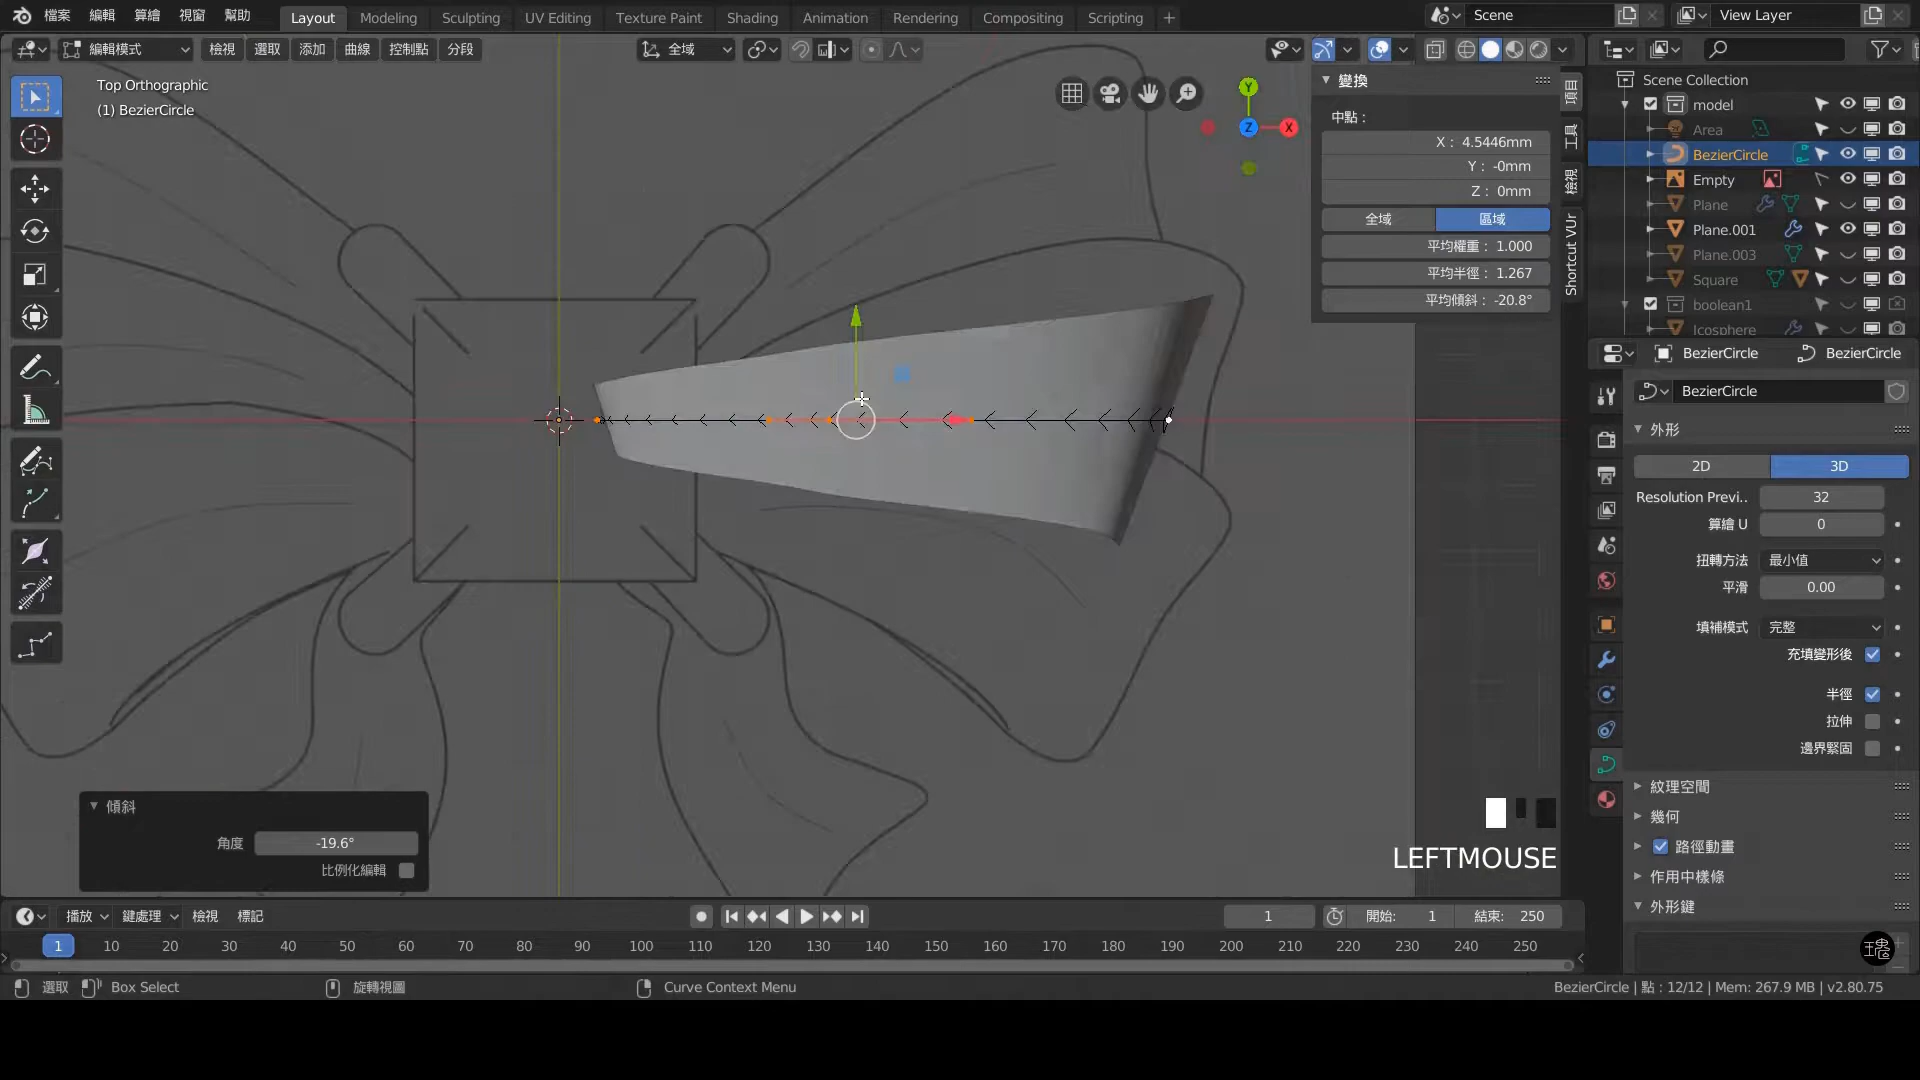 檔案 編輯 算繪 視窗 幫助 Layout Modeling Sculpting UV Editing Texture Paint Shading Animation Rendering Compositing Scripting + Scene View Layer
編輯模式 檢視 選取 添加 曲線 控制點 分段 全域
Top Orthographic
(1) BezierCircle
Y
Z
X
變換
中點：
X： 4.5446mm
Y： -0mm
Z： 0mm
全域 區域
平均權重： 1.000
平均半徑： 1.267
平均傾斜： -20.8°
項目
工具
檢視
Shortcut VUr
Scene Collection
model
Area
BezierCircle
Empty
Plane
Plane.001
Plane.003
Square
boolean1
Icosphere
BezierCircle BezierCircle
BezierCircle
外形
2D 3D
Resolution Previ.. 32
算繪 U 0
扭轉方法 最小值
平滑 0.00
填補模式 完整
充填變形後
半徑
拉伸
邊界緊固
紋理空間
幾何
路徑動畫
作用中樣條
外形鍵
傾斜
角度 -19.6°
比例化編輯
LEFTMOUSE
播放 鍵處理 檢視 標記 1 開始: 1 結束: 250
1 10 20 30 40 50 60 70 80 90 100 110 120 130 140 150 160 170 180 190 200 210 220 230 240 250
選取 Box Select 旋轉視圖 Curve Context Menu BezierCircle | 點 : 12/12 | Mem: 267.9 MB | v2.80.75